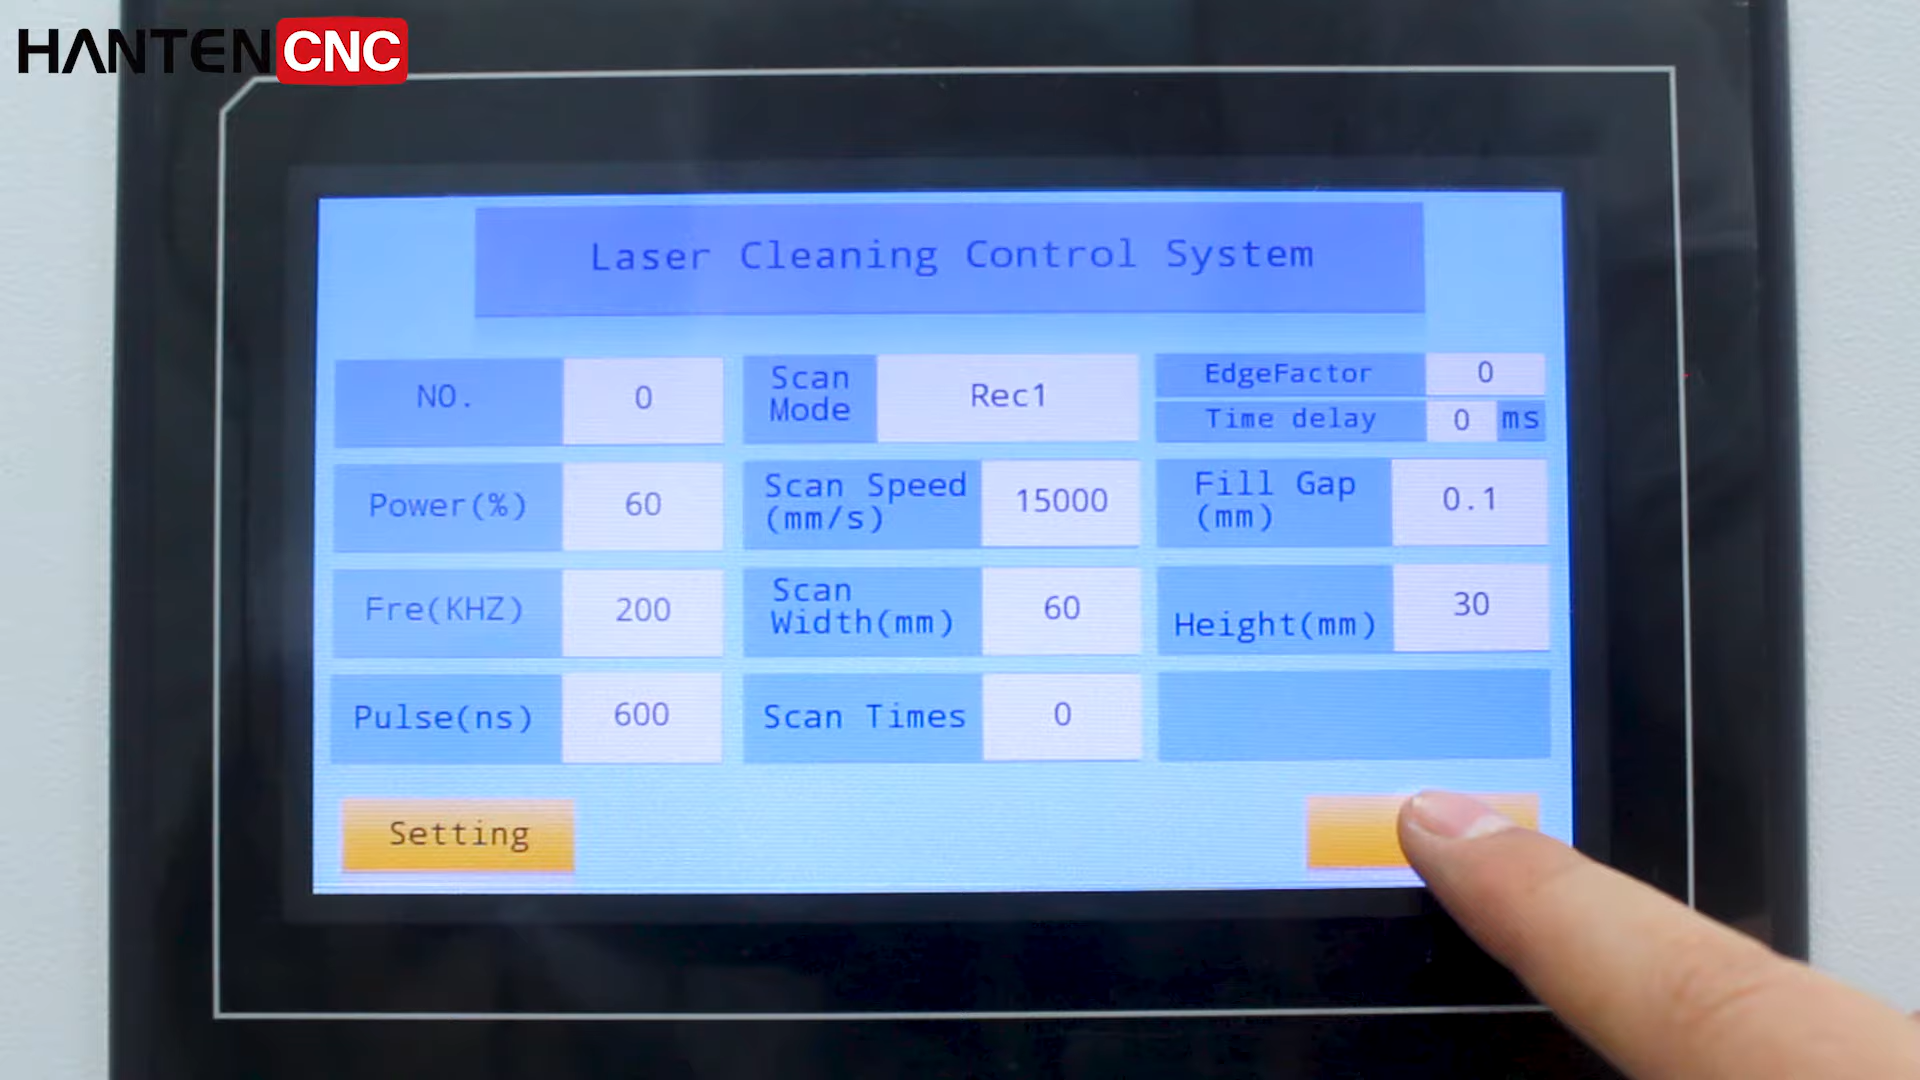 HANTEN CNC
Laser Cleaning Control System
NO. 0
Scan Mode Rec1
EdgeFactor 0
Time delay 0 ms
Power(%) 60
Scan Speed (mm/s) 15000
Fill Gap (mm) 0.1
Fre(KHZ) 200
Scan Width(mm) 60
Height(mm) 30
Pulse(ns) 600
Scan Times 0
Setting